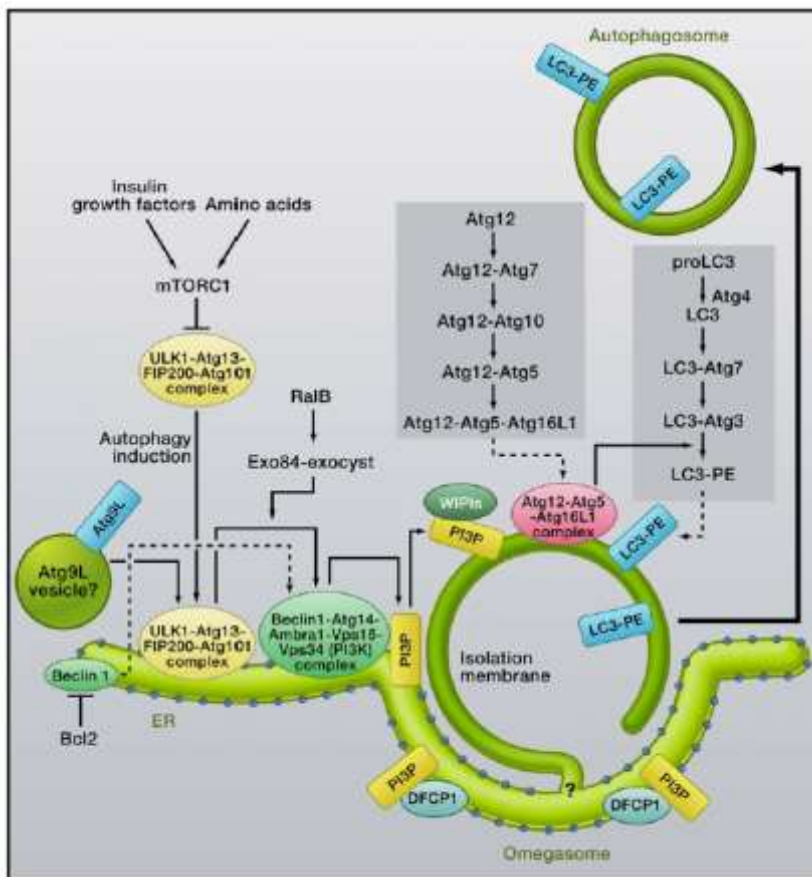 Autophagosome
LC3-PE
LC3-PE
Insulin
growth factors
Amino acids
mTORC1
ULK1-Atg13-
FIP200-Atg101
complex
Autophagy
induction
RalB
Exo84-exocyst
Atg12
Atg12-Atg7
Atg12-Atg10
Atg12-Atg5
Atg12-Atg5-Atg16L1
proLC3
Atg4
LC3
LC3-Atg7
LC3-Atg3
LC3-PE
Atg9L
Atg9L
vesicle?
ULK1-Atg13-
FIP200-Atg101
complex
Beclin1-Atg14-
Ambra1-Vps15-
Vps34 (PI3K)
complex
PI3P
WIPIs
PI3P
Atg12-Atg5
-Atg16L1
complex
LC3-PE
LC3-PE
Isolation
membrane
Beclin 1
Bcl2
ER
PI3P
DFCP1
?
DFCP1
PI3P
Omegasome